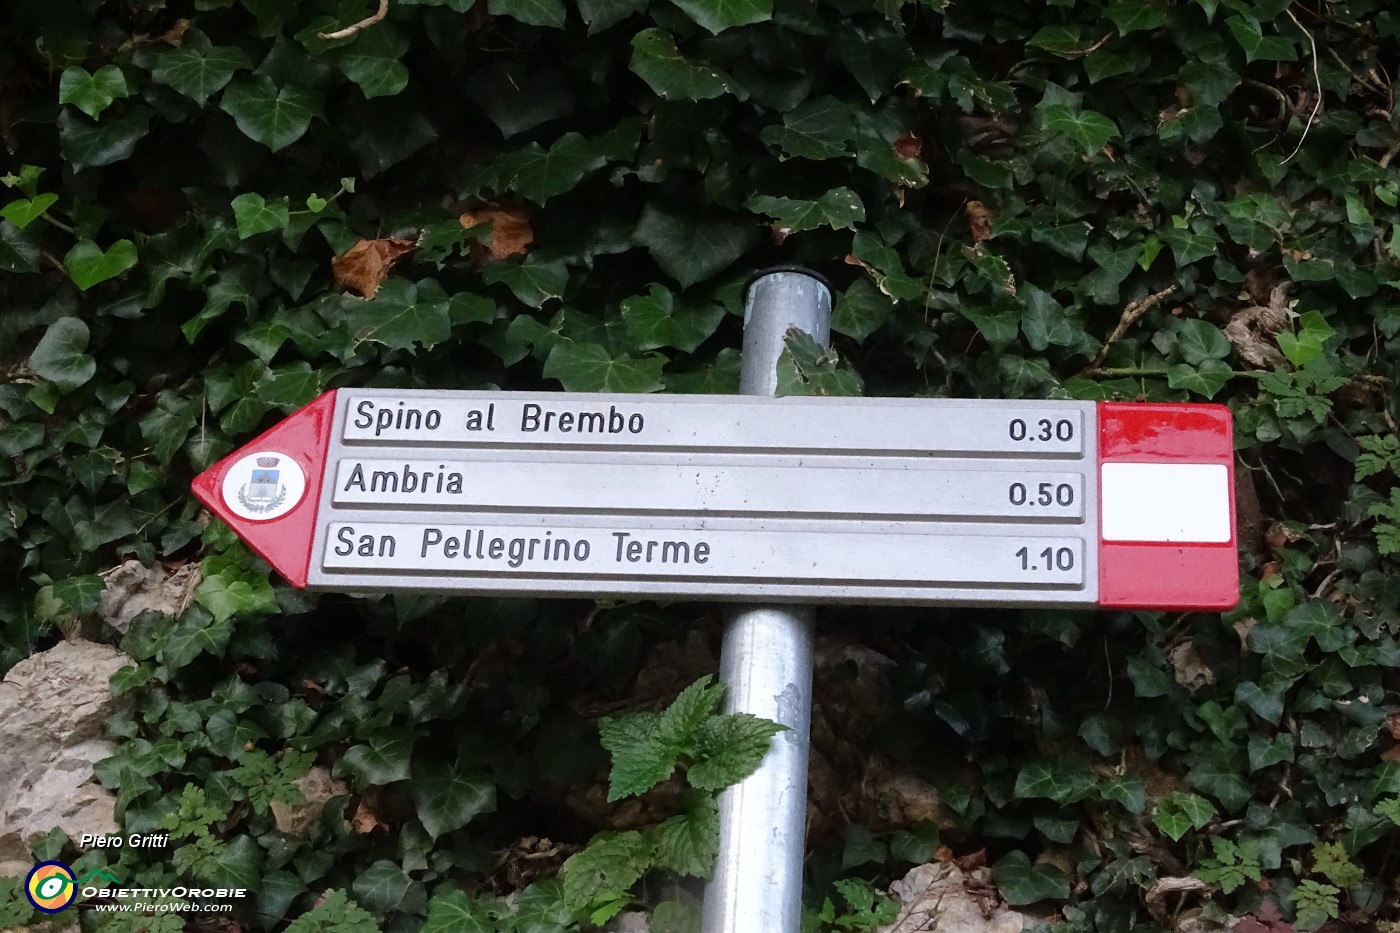 Spino al Brembo 0.30
Ambria 0.50
San Pellegrino Terme 1.10
Piero Gritti
ObiettivOrobie
www.PieroWeb.com